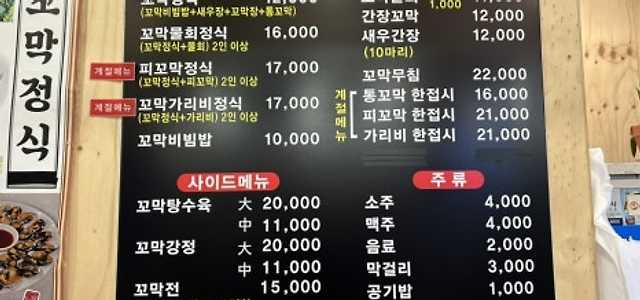 꼬막정식
(꼬막비빔밥+새우장+꼬막장+통꼬막)
꼬막물회정식 16,000
(꼬막정식+물회) 2인 이상
계절메뉴 피꼬막정식 17,000
(꼬막정식+피꼬막) 2인 이상
계절메뉴 꼬막가리비정식 17,000
(꼬막정식+가리비) 2인 이상
꼬막비빔밥 10,000
사이드메뉴
꼬막탕수육 大 20,000
中 11,000
꼬막강정 大 20,000
中 11,000
꼬막전 15,000
1,000
간장꼬막 12,000
새우간장 12,000
(10마리)
꼬막무침 22,000
계절메뉴
통꼬막 한접시 16,000
피꼬막 한접시 21,000
가리비 한접시 21,000
주 류
소주 4,000
맥주 4,000
음료 2,000
막걸리 3,000
공기밥 1,000